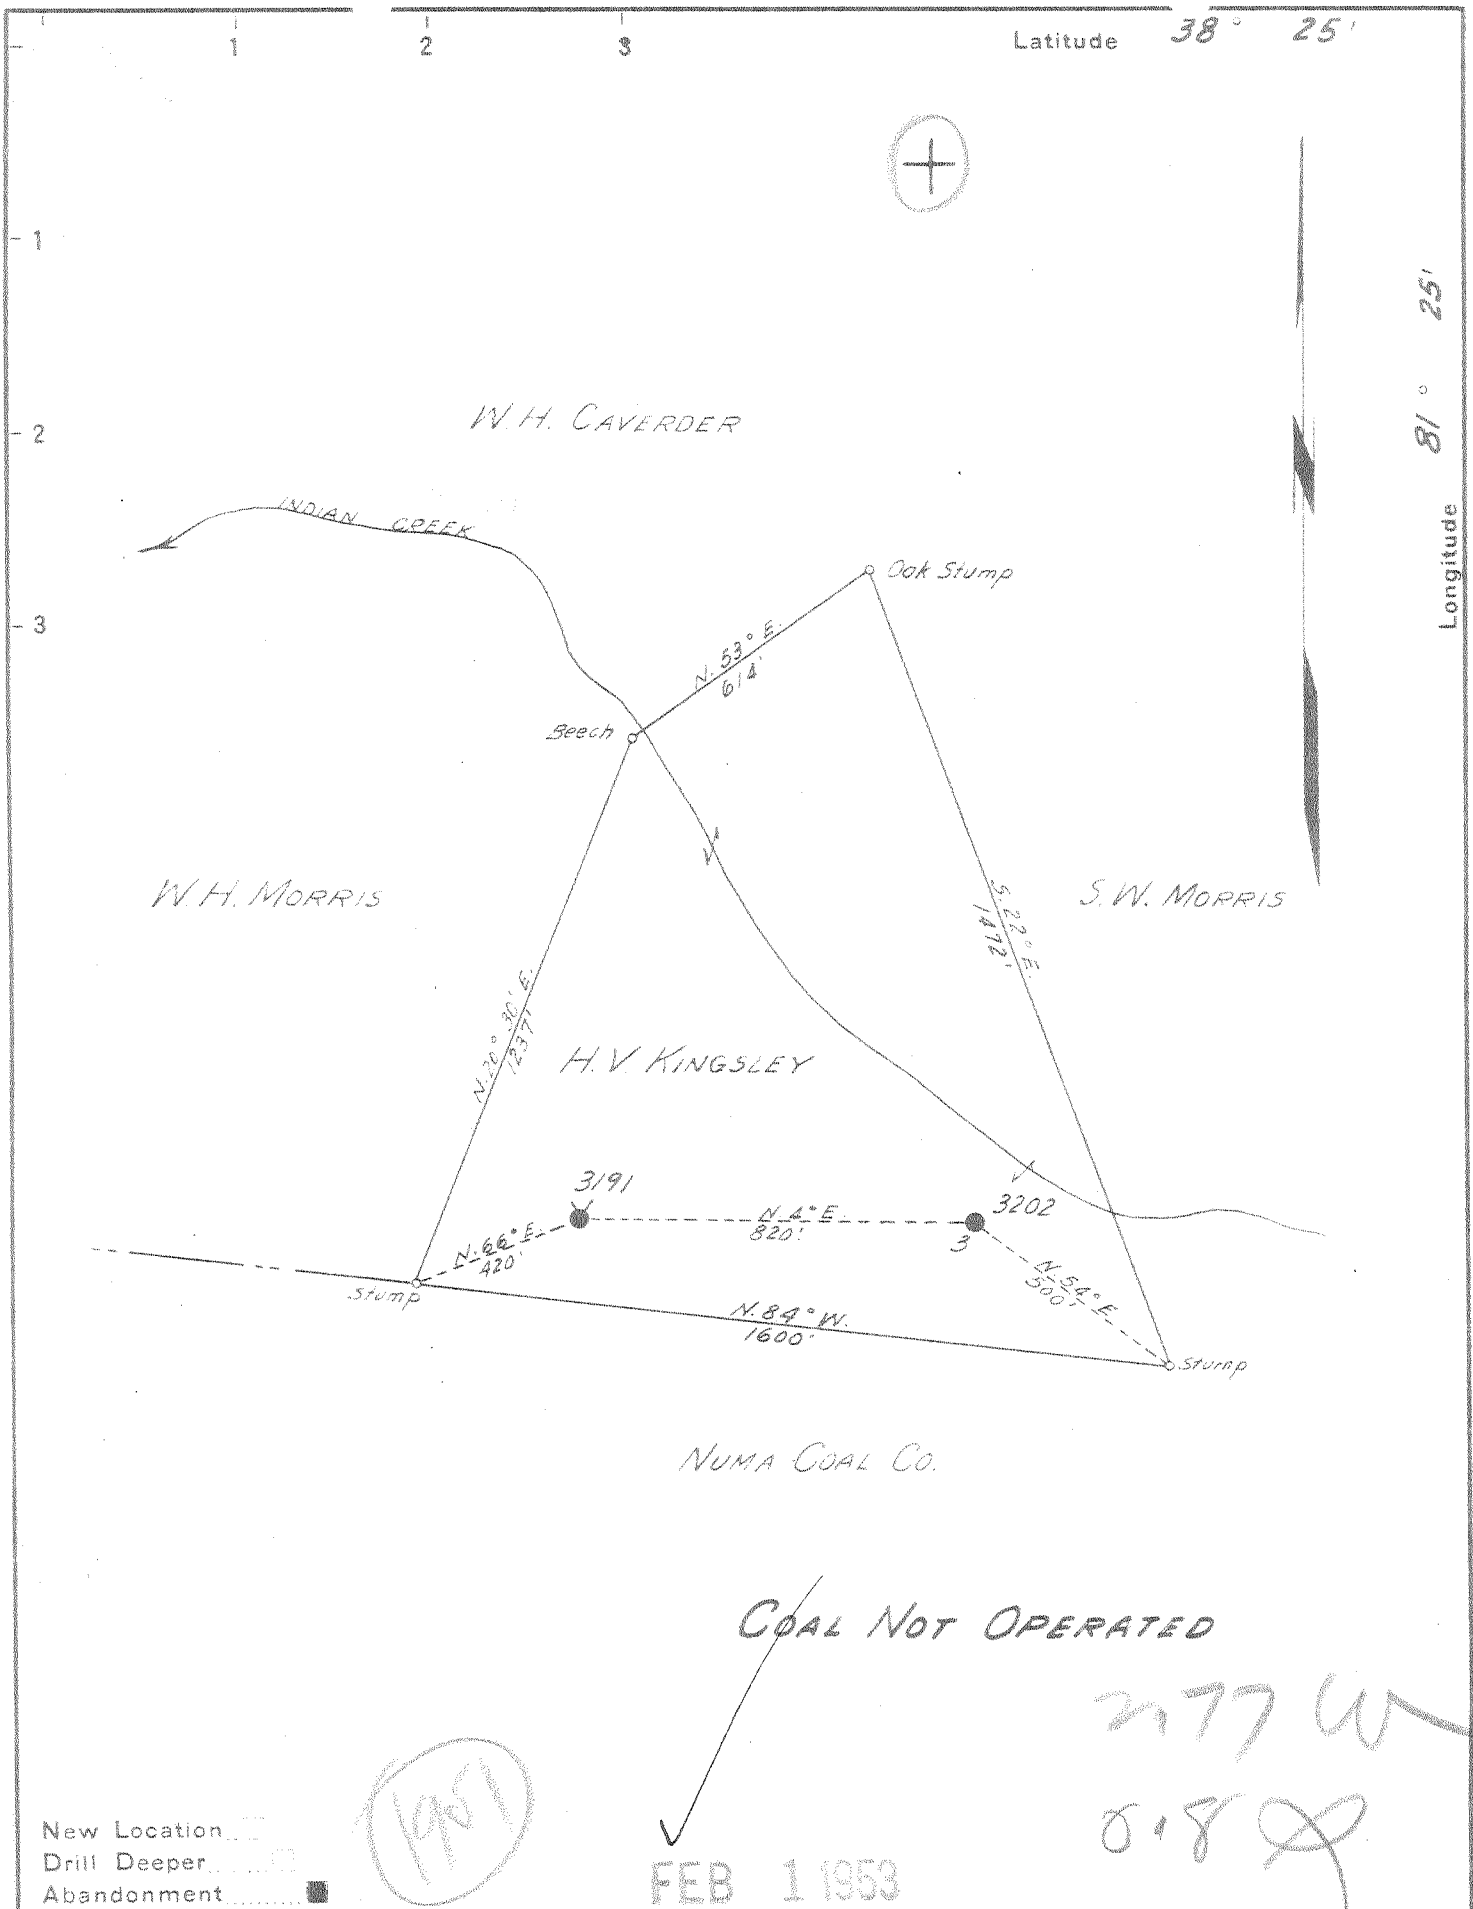 1 2 3 Latitude 38° 25'
1
81° 25'
Longitude
2
W. H. CAVERDER
INDIAN CREEK
Oak Stump
3
N. 53° E.
614'
Beech
W. H. MORRIS
S. W. MORRIS
S. 22° E.
1472'
N. 20° 30' E.
1237'
H. V. KINGSLEY
3191
3202
N. 4° E.
820'
3
N. 66° E.
420'
N. 54° E.
500'
Stump
N. 84° W.
1600'
Stump
NUMA COAL CO.
COAL NOT OPERATED
New Location
Drill Deeper
Abandonment
FEB 1 1953